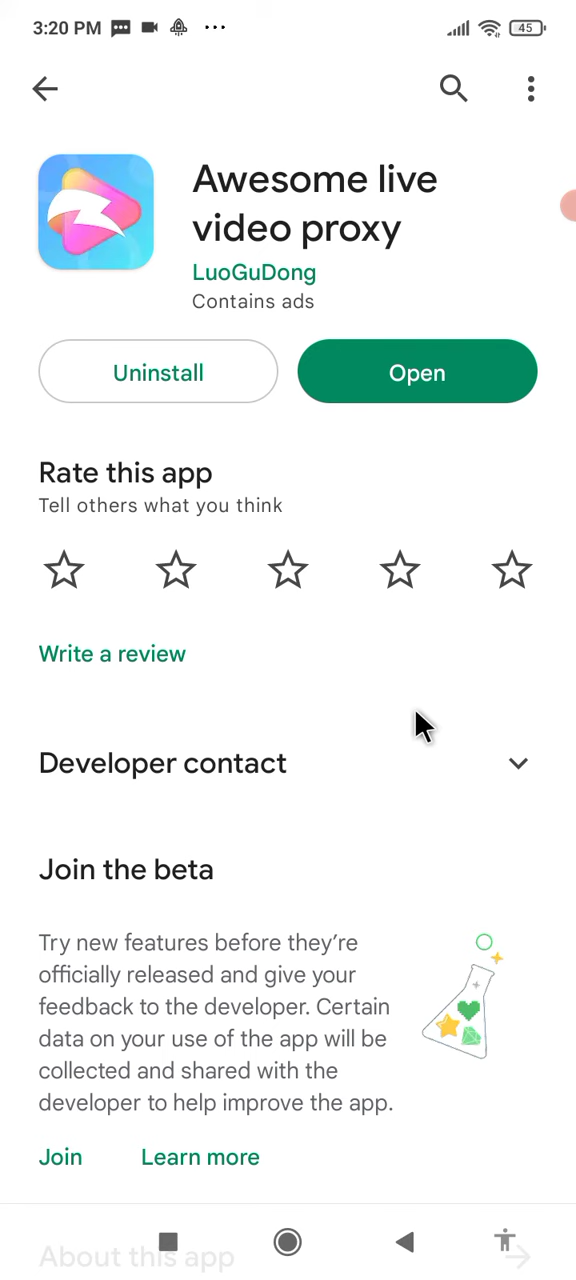 3:20 PM
45
Awesome live
video proxy
LuoGuDong
Contains ads
Uninstall
Open
Rate this app
Tell others what you think
Write a review
Developer contact
Join the beta
Try new features before they’re
officially released and give your
feedback to the developer. Certain
data on your use of the app will be
collected and shared with the
developer to help improve the app.
Join
Learn more
About this app